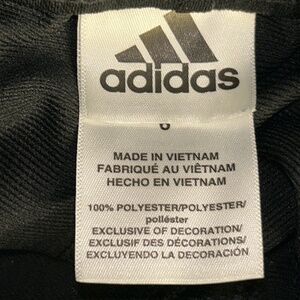 adidas
MADE IN VIETNAM
FABRIQUÉ AU VIÊTNAM
HECHO EN VIETNAM
100% POLYESTER/POLYESTER/
poliéster
EXCLUSIVE OF DECORATION/
EXCLUSIF DES DÉCORATIONS/
EXCLUYENDO LA DECORACIÓN